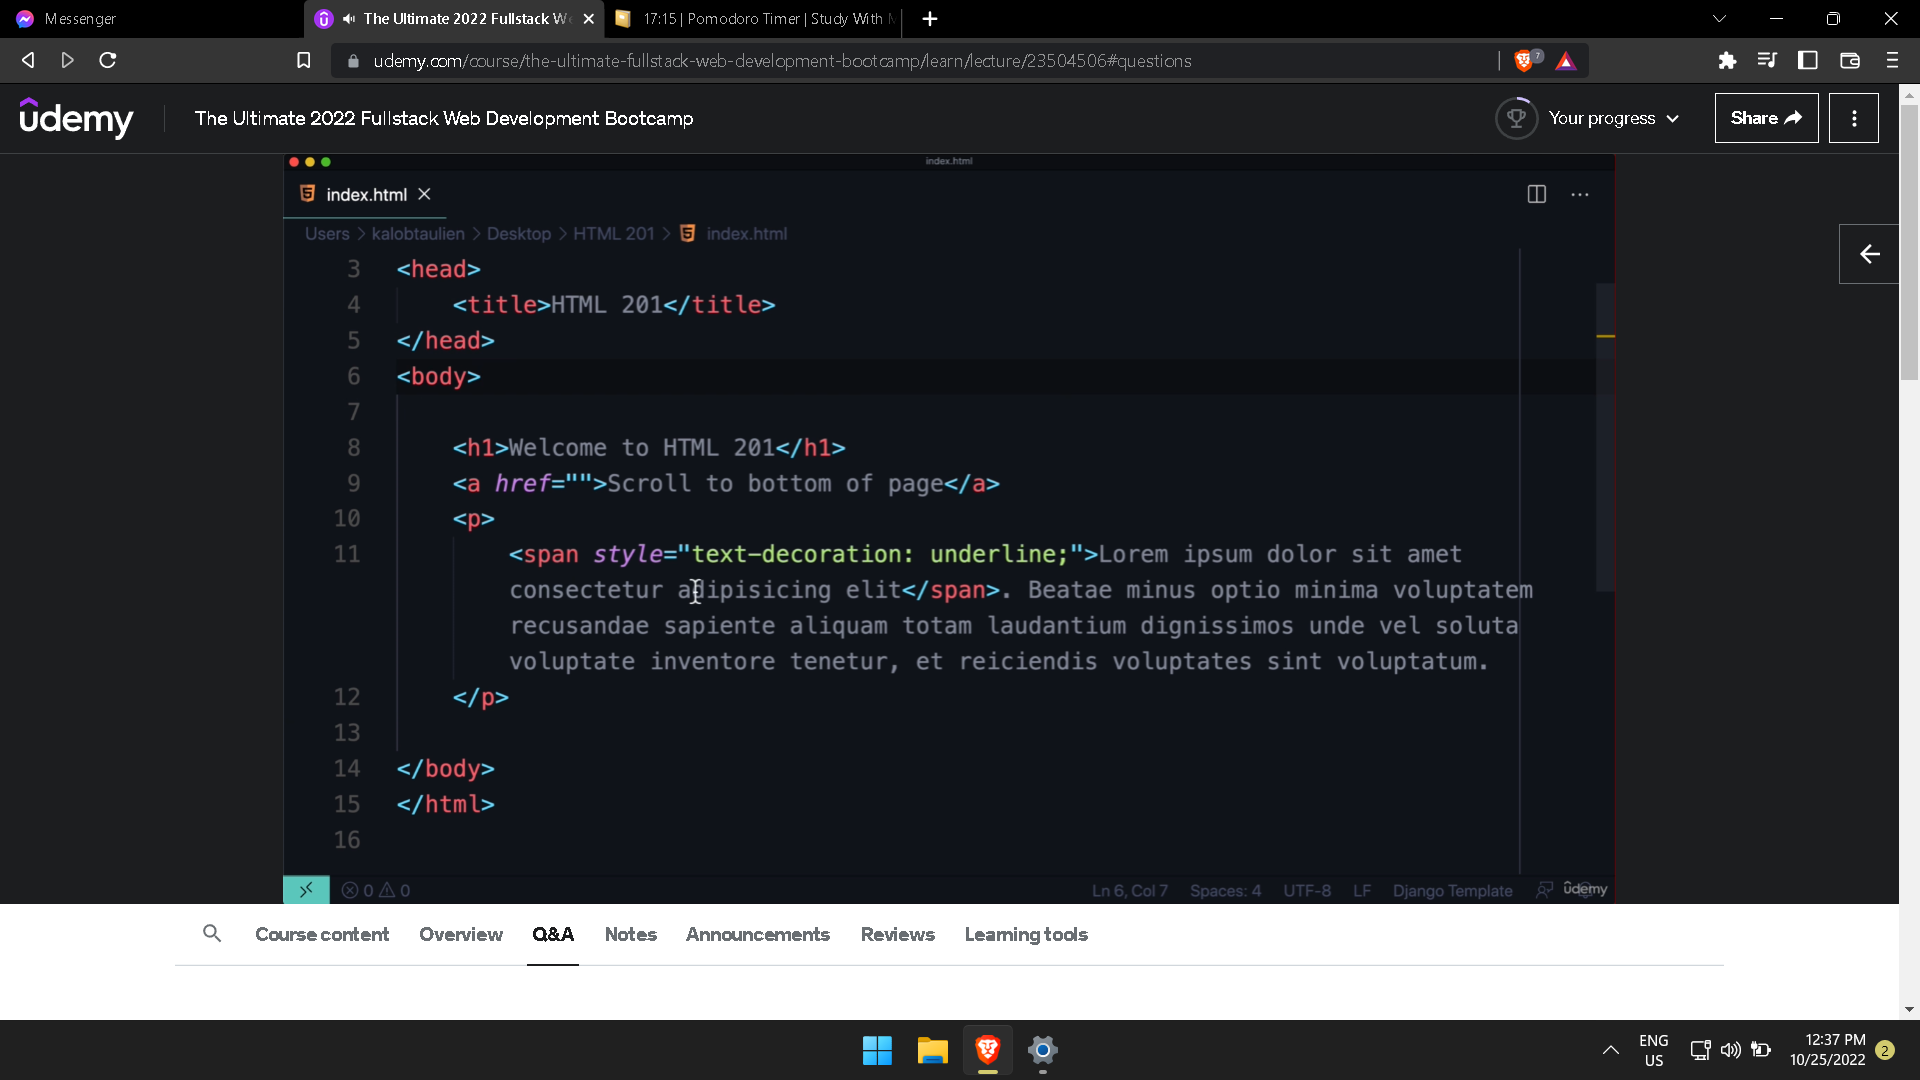 Messenger
The Ultimate 2022 Fullstack W
17:15 | Pomodoro Timer | Study With
udemy.com/course/the-ultimate-fullstack-web-development-bootcamp/learn/lecture/23504506#questions
7
udemy
The Ultimate 2022 Fullstack Web Development Bootcamp
Your progress
Share
index.html
index.html
Users > kalobtaulien > Desktop > HTML 201 > index.html
3 <head>
4 <title>HTML 201</title>
5 </head>
6 <body>
7
8 <h1>Welcome to HTML 201</h1>
9 <a href="">Scroll to bottom of page</a>
10 <p>
11 <span style="text-decoration: underline;">Lorem ipsum dolor sit amet
consectetur adipisicing elit</span>. Beatae minus optio minima voluptatem
recusandae sapiente aliquam totam laudantium dignissimos unde vel soluta
voluptate inventore tenetur, et reiciendis voluptates sint voluptatum.
12 </p>
13
14 </body>
15 </html>
16
0 0
Ln 6, Col 7 Spaces: 4 UTF-8 LF Django Template
udemy
Course content Overview Q&A Notes Announcements Reviews Learning tools
ENG
US
12:37 PM
10/25/2022
2